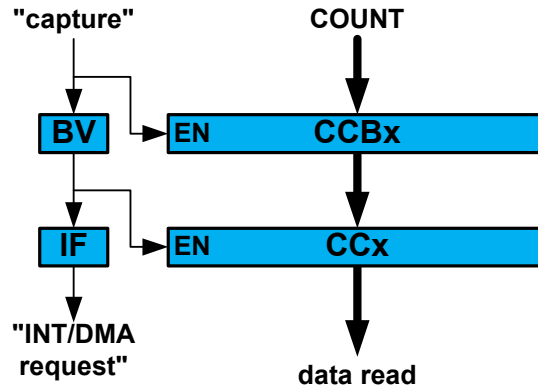 "capture"
COUNT
BV
EN
CCBx
IF
EN
CCx
"INT/DMA
request"
data read